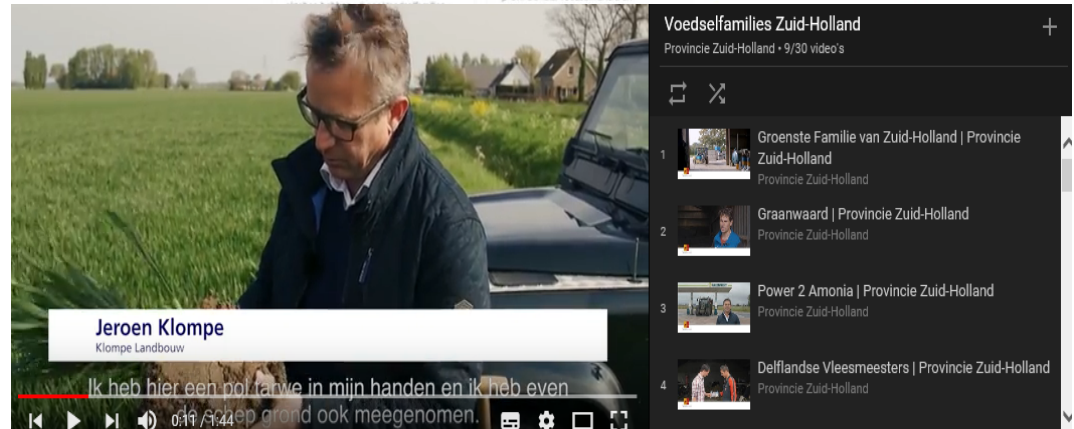 Jeroen Klompe
Klompe Landbouw
Ik heb hier een pol tarwe in mijn handen en ik heb even
de schep grond ook meegenomen.
0:11 / 1:44
Voedselfamilies Zuid-Holland
Provincie Zuid-Holland • 9/30 video's
1
Groenste Familie van Zuid-Holland | Provincie
Zuid-Holland
Provincie Zuid-Holland
2
Graanwaard | Provincie Zuid-Holland
Provincie Zuid-Holland
3
Power 2 Amonia | Provincie Zuid-Holland
Provincie Zuid-Holland
4
Delflandse Vleesmeesters | Provincie Zuid-Holland
Provincie Zuid-Holland